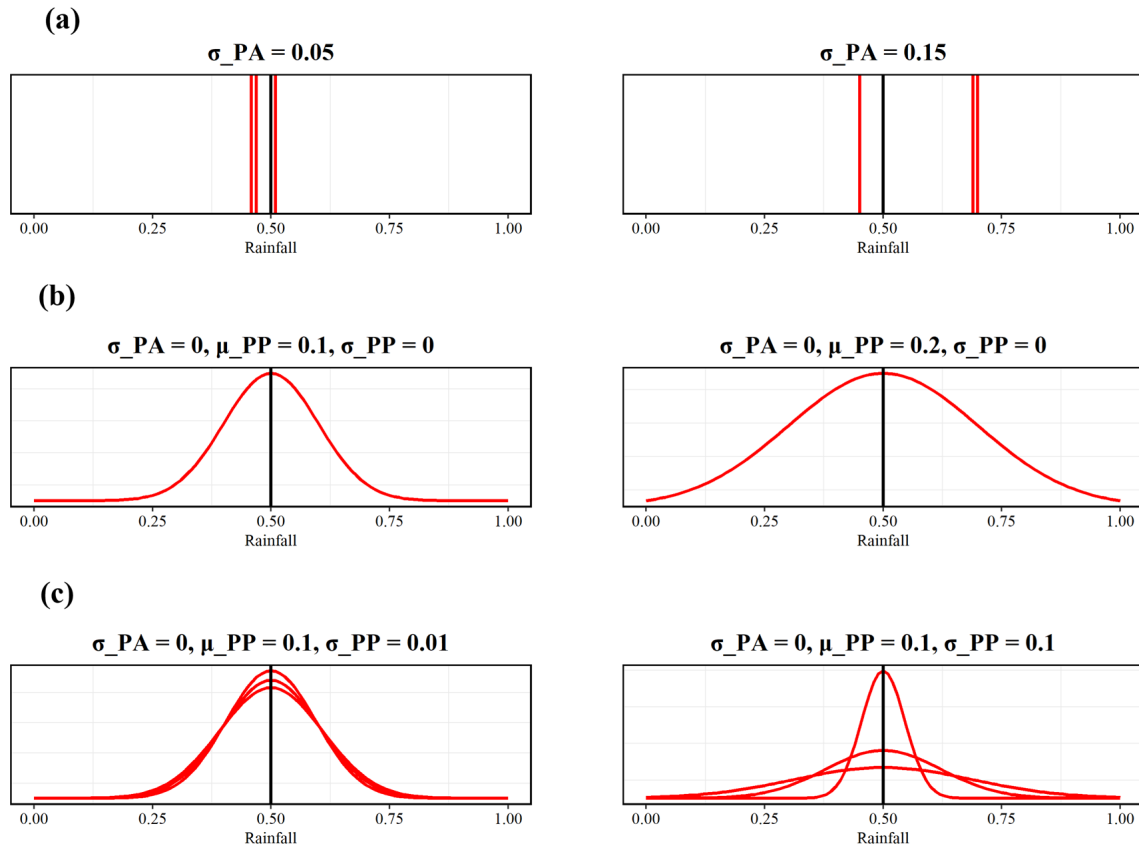 (a)
σ_PA = 0.05
σ_PA = 0.15
0.00 0.25 0.50 0.75 1.00
Rainfall
0.00 0.25 0.50 0.75 1.00
Rainfall
(b)
σ_PA = 0, μ_PP = 0.1, σ_PP = 0
σ_PA = 0, μ_PP = 0.2, σ_PP = 0
0.00 0.25 0.50 0.75 1.00
Rainfall
0.00 0.25 0.50 0.75 1.00
Rainfall
(c)
σ_PA = 0, μ_PP = 0.1, σ_PP = 0.01
σ_PA = 0, μ_PP = 0.1, σ_PP = 0.1
0.00 0.25 0.50 0.75 1.00
Rainfall
0.00 0.25 0.50 0.75 1.00
Rainfall